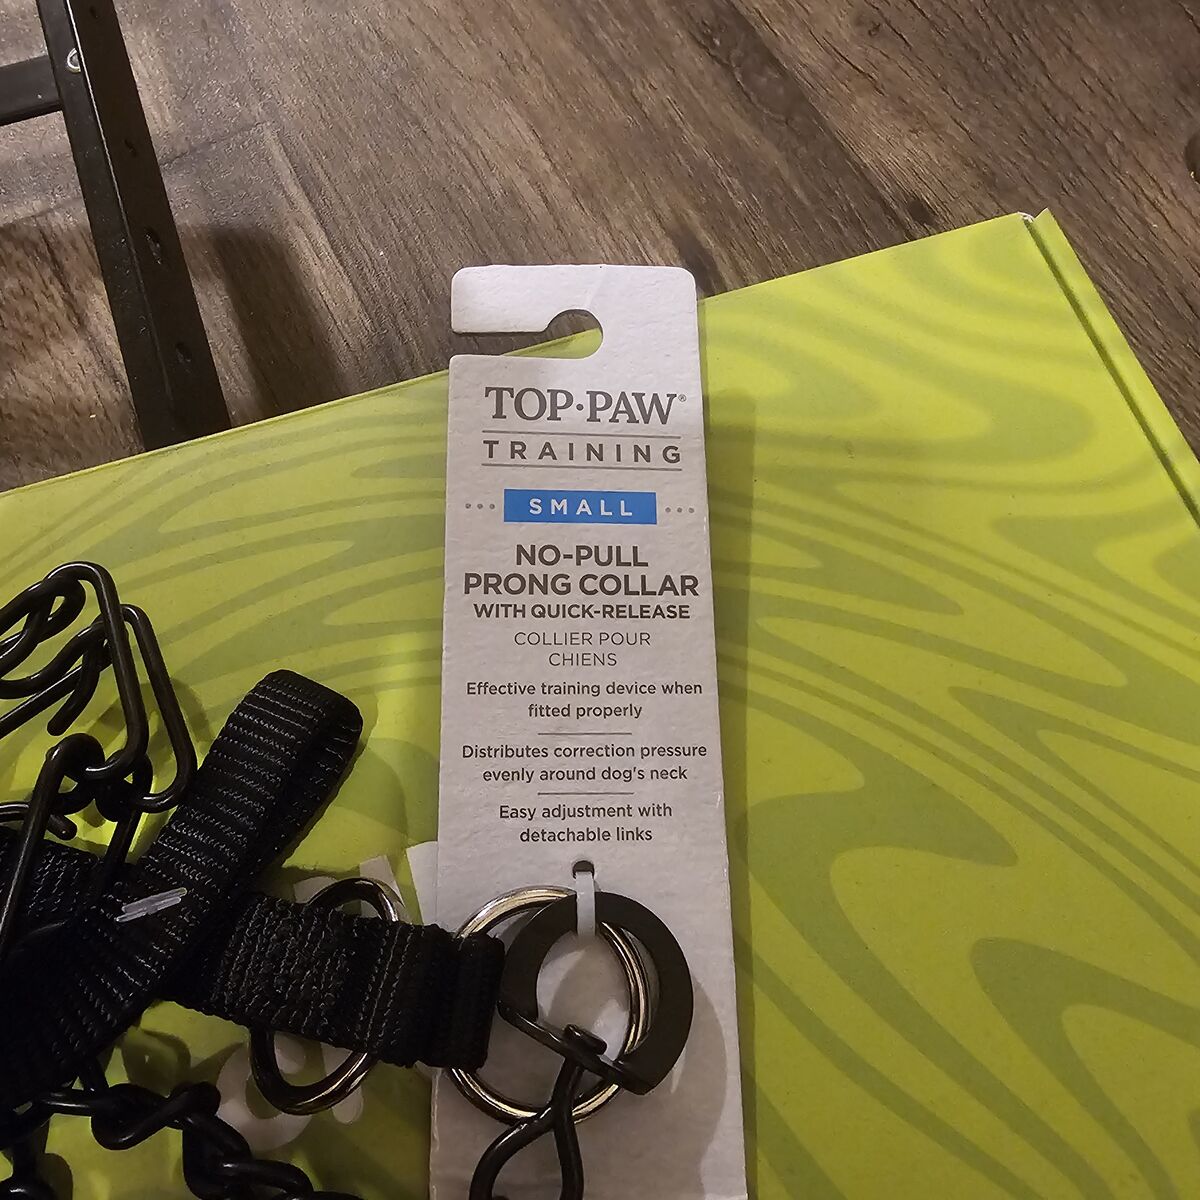 TOP·PAW®
TRAINING
SMALL
NO-PULL
PRONG COLLAR
WITH QUICK-RELEASE
COLLIER POUR
CHIENS
Effective training device when
fitted properly
Distributes correction pressure
evenly around dog's neck
Easy adjustment with
detachable links